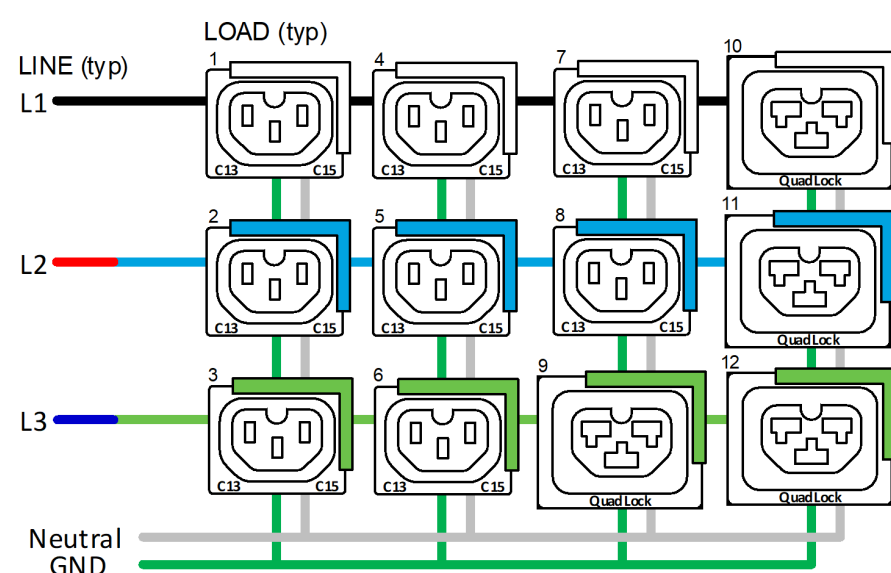 LOAD (typ)
LINE (typ)
1 4 7 10
L1
C13 C15 C13 C15 C13 C15 QuadLock
2 5 8 11
L2
C13 C15 C13 C15 C13 C15 QuadLock
3 6 9 12
L3
C13 C15 C13 C15 QuadLock QuadLock
Neutral
GND